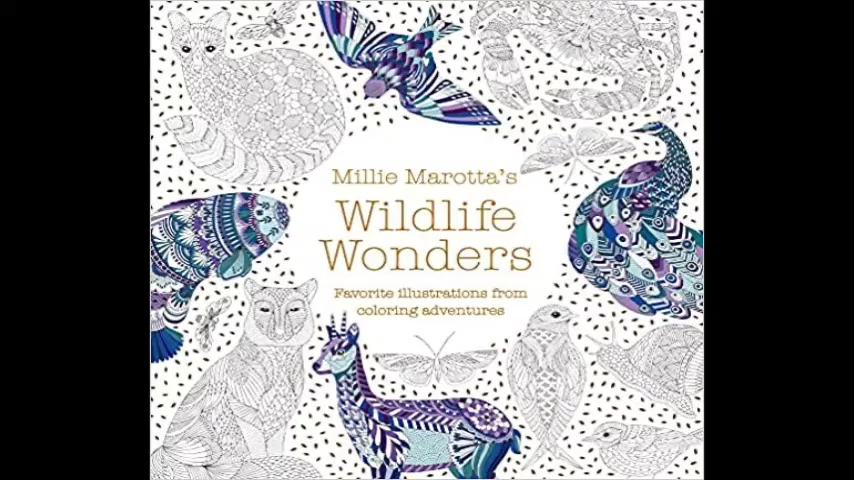 Millie Marotta's
Wildlife
Wonders
Favorite illustrations from
coloring adventures